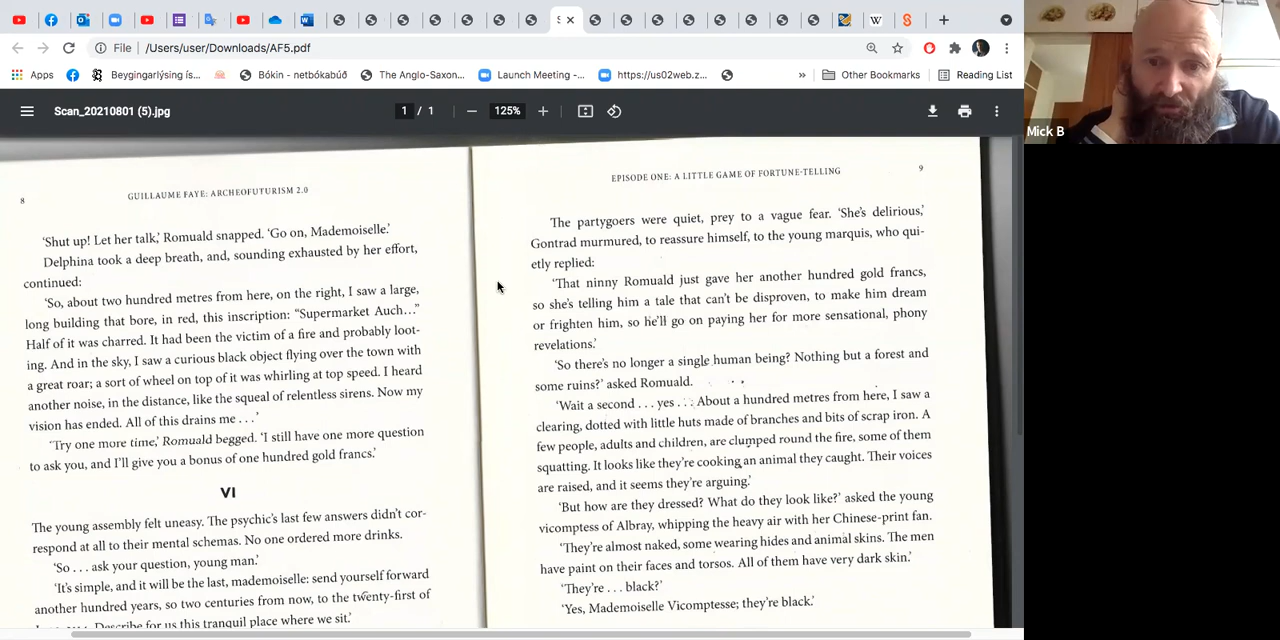 S
File
/Users/user/Downloads/AF5.pdf
Apps
Beygingarlýsing ís...
Bókin - netbókabúð
The Anglo-Saxon...
Launch Meeting -...
https://us02web.z...
»
Other Bookmarks
Reading List
Scan_20210801 (5).jpg
1 / 1
125%
Mick B
8
GUILLAUME FAYE: ARCHEOFUTURISM 2.0
'Shut up! Let her talk,' Romuald snapped. 'Go on, Mademoiselle.'
Delphina took a deep breath, and, sounding exhausted by her effort,
continued:
'So, about two hundred metres from here, on the right, I saw a large,
long building that bore, in red, this inscription: "Supermarket Auch..."
Half of it was charred. It had been the victim of a fire and probably loot-
ing. And in the sky, I saw a curious black object flying over the town with
a great roar; a sort of wheel on top of it was whirling at top speed. I heard
another noise, in the distance, like the squeal of relentless sirens. Now my
vision has ended. All of this drains me . . .'
'Try one more time,' Romuald begged. 'I still have one more question
to ask you, and I'll give you a bonus of one hundred gold francs.'
VI
The young assembly felt uneasy. The psychic's last few answers didn't cor-
respond at all to their mental schemas. No one ordered more drinks.
'So . . . ask your question, young man.'
'It's simple, and it will be the last, mademoiselle: send yourself forward
another hundred years, so two centuries from now, to the twenty-first of
Describe for us this tranquil place where we sit.'
EPISODE ONE: A LITTLE GAME OF FORTUNE-TELLING
9
The partygoers were quiet, prey to a vague fear. 'She's delirious,'
Gontrad murmured, to reassure himself, to the young marquis, who qui-
etly replied:
'That ninny Romuald just gave her another hundred gold francs,
so she's telling him a tale that can't be disproven, to make him dream
or frighten him, so he'll go on paying her for more sensational, phony
revelations.'
'So there's no longer a single human being? Nothing but a forest and
some ruins?' asked Romuald.
'Wait a second . . . yes . . . About a hundred metres from here, I saw a
clearing, dotted with little huts made of branches and bits of scrap iron. A
few people, adults and children, are clumped round the fire, some of them
squatting. It looks like they're cooking an animal they caught. Their voices
are raised, and it seems they're arguing.'
'But how are they dressed? What do they look like?' asked the young
vicomptess of Albray, whipping the heavy air with her Chinese-print fan.
'They're almost naked, some wearing hides and animal skins. The men
have paint on their faces and torsos. All of them have very dark skin.'
'They're . . . black?'
'Yes, Mademoiselle Vicomptesse; they're black.'